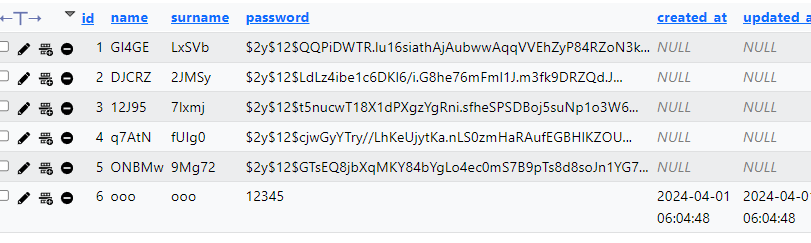 ←T→ id name surname password created_at updated_a
1 GI4GE LxSVb $2y$12$QQPiDWTR.lu16siathAjAubwwAqqVVEhZyP84RZoN3k... NULL NULL
2 DJCRZ 2JMSy $2y$12$LdLz4ibe1c6DKl6/i.G8he76mFmI1J.m3fk9DRZQd.J... NULL NULL
3 12J95 7lxmj $2y$12$t5nucwT18X1dPXgzYgRni.sfheSPSDBoj5suNp1o3W6... NULL NULL
4 q7AtN fUIg0 $2y$12$cjwGyYTry//LhKeUjytKa.nLS0zmHaRAufEGBHIKZOU... NULL NULL
5 ONBMw 9Mg72 $2y$12$GTsEQ8jbXqMKY84bYgLo4ec0mS7B9pTs8d8soJn1YG7... NULL NULL
6 ooo ooo 12345 2024-04-01 2024-04-0
06:04:48 06:04:48